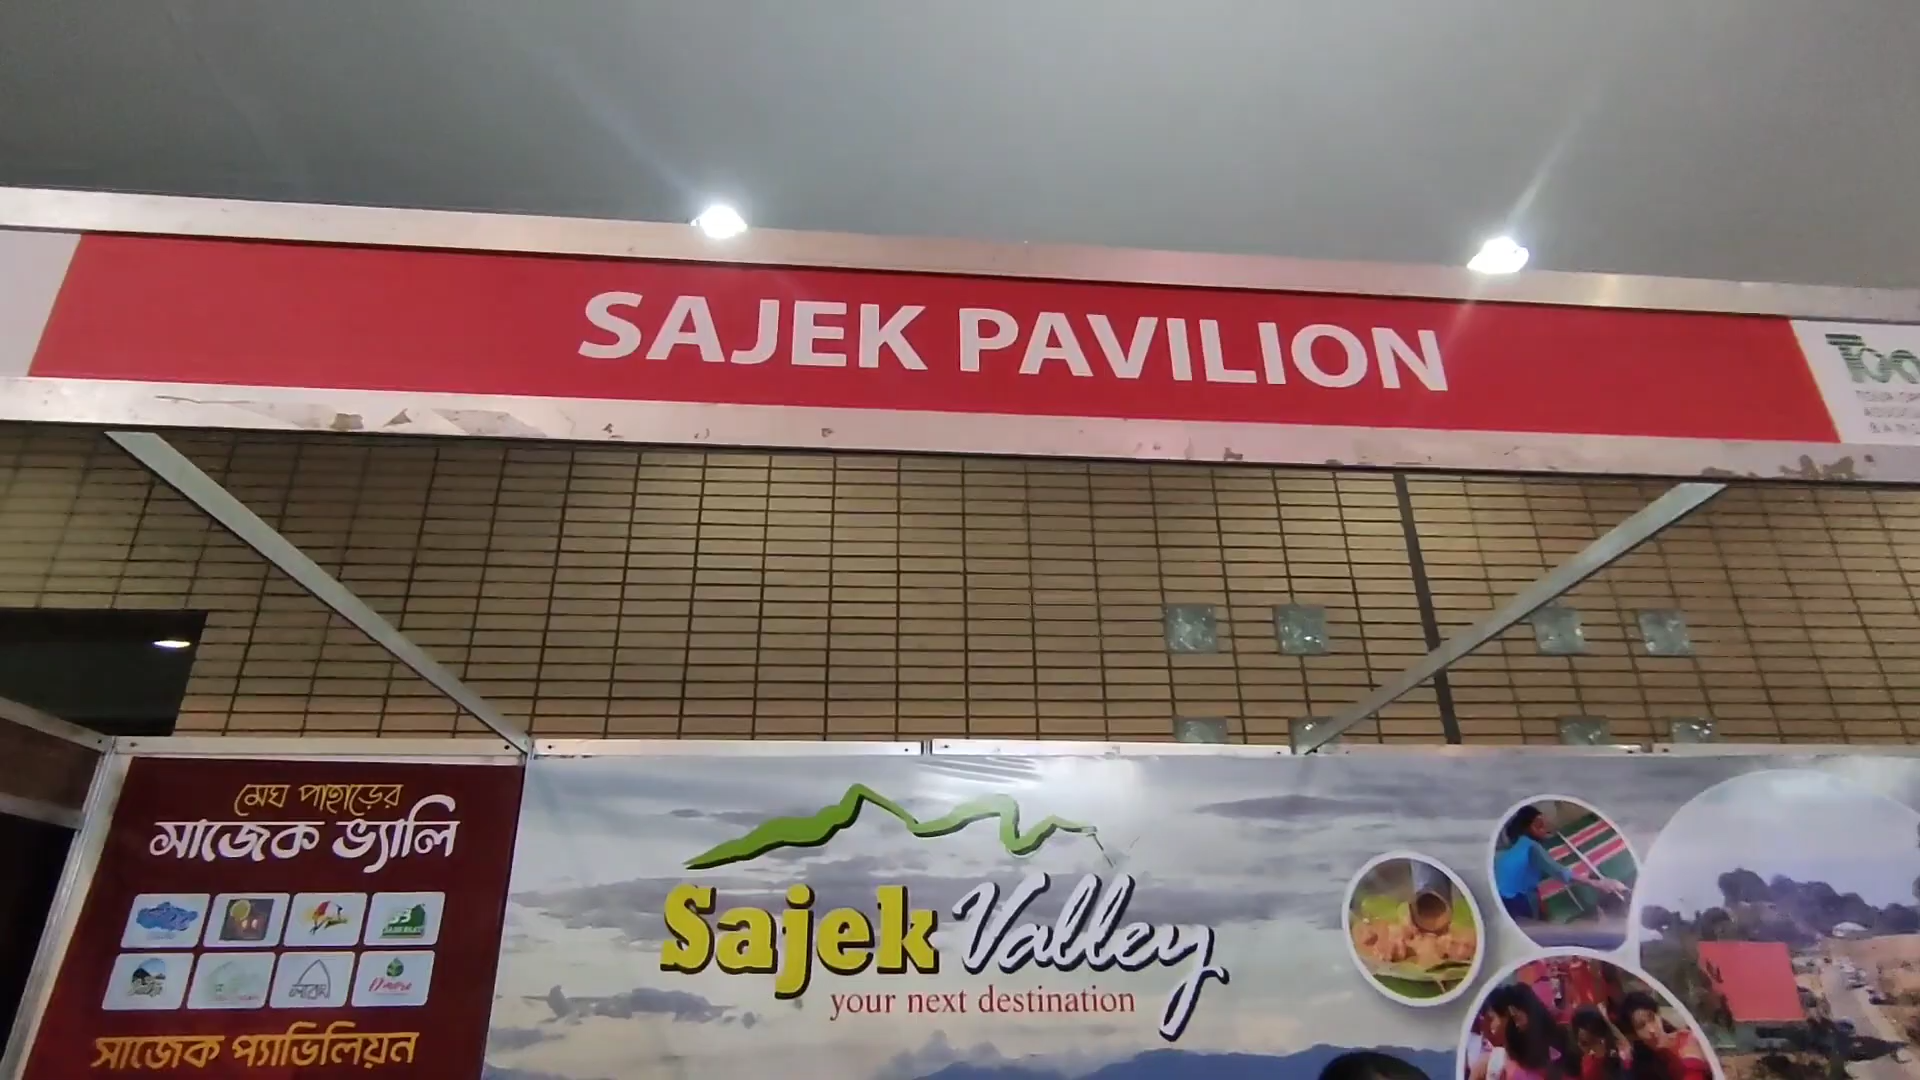 SAJEK PAVILION
মেঘ পাহাড়ের
সাজেক ভ্যালি
সাজেক প্যাভিলিয়ন
Sajek Valley
your next destination